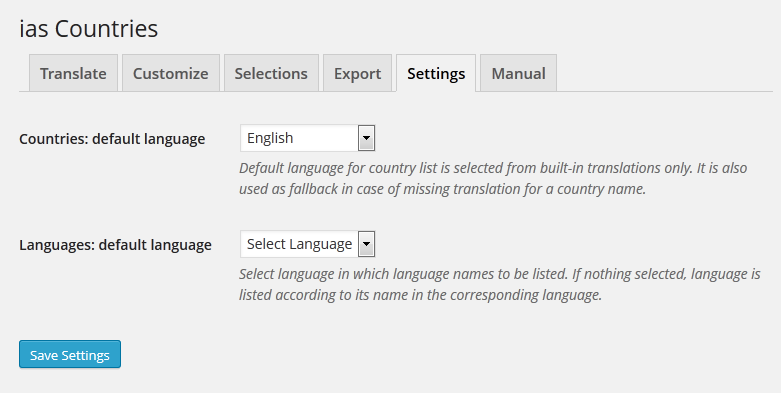 ias Countries
Translate Customize Selections Export Settings Manual
Countries: default language English
Default language for country list is selected from built-in translations only. It is also
used as fallback in case of missing translation for a country name.
Languages: default language Select Language
Select language in which language names to be listed. If nothing selected, language is
listed according to its name in the corresponding language.
Save Settings